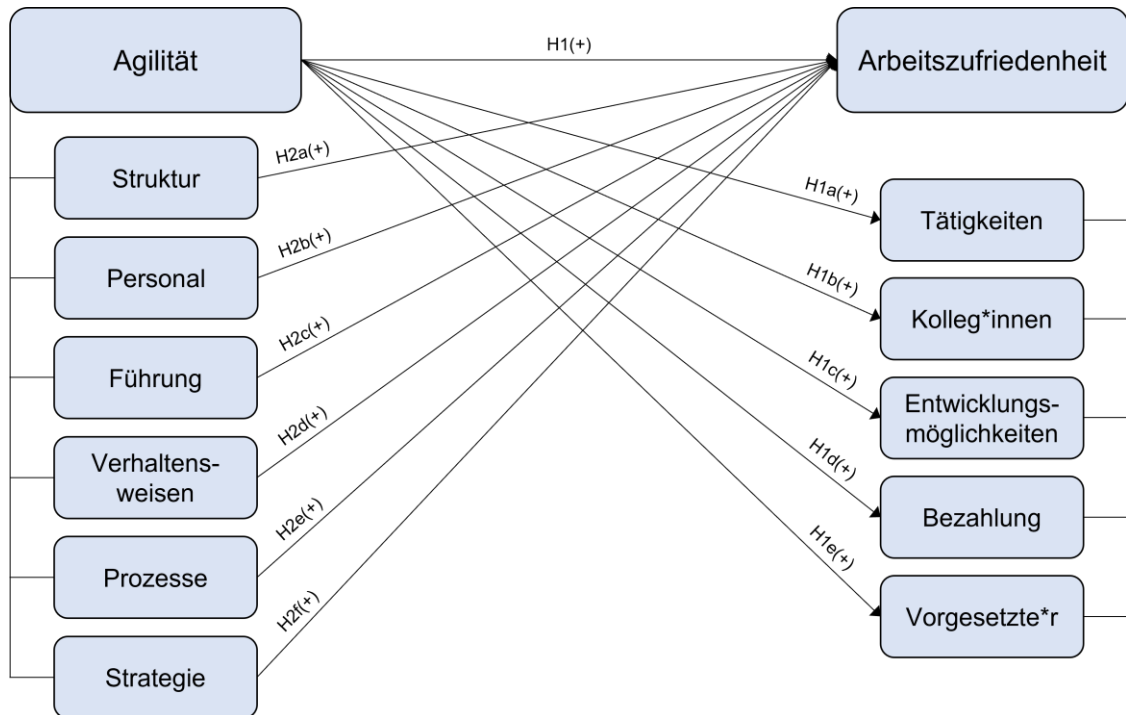 Agilität
H1(+)
Arbeitszufriedenheit
Struktur
H2a(+)
Personal
H2b(+)
Führung
H2c(+)
Verhaltens-
weisen
H2d(+)
Prozesse
H2e(+)
Strategie
H2f(+)
H1a(+)
Tätigkeiten
H1b(+)
Kolleg*innen
H1c(+)
Entwicklungs-
möglichkeiten
H1d(+)
Bezahlung
H1e(+)
Vorgesetzte*r